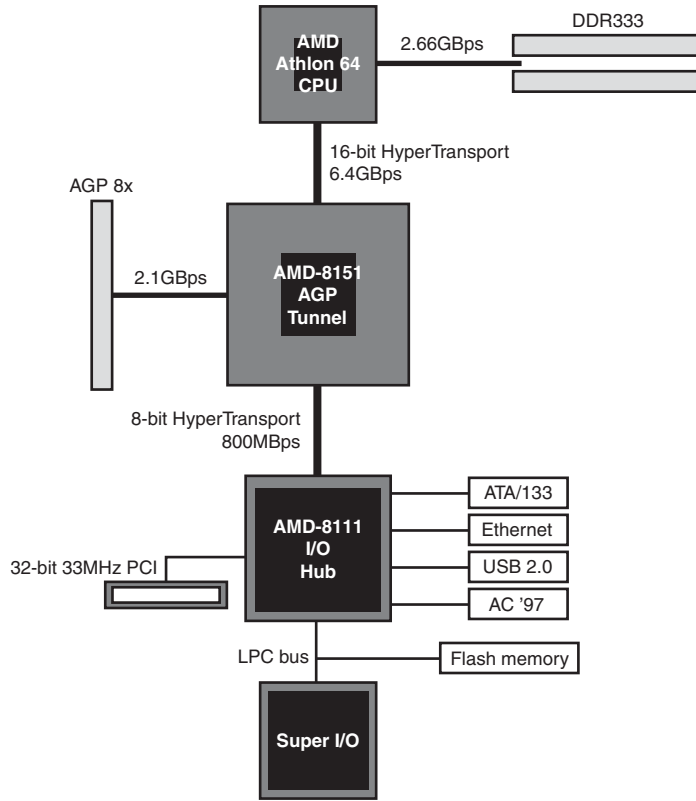 DDR333
AMD
Athlon 64
CPU
2.66GBps
16-bit HyperTransport
6.4GBps
AGP 8x
2.1GBps
AMD-8151
AGP
Tunnel
8-bit HyperTransport
800MBps
AMD-8111
I/O
Hub
ATA/133
Ethernet
USB 2.0
AC '97
32-bit 33MHz PCI
LPC bus
Flash memory
Super I/O